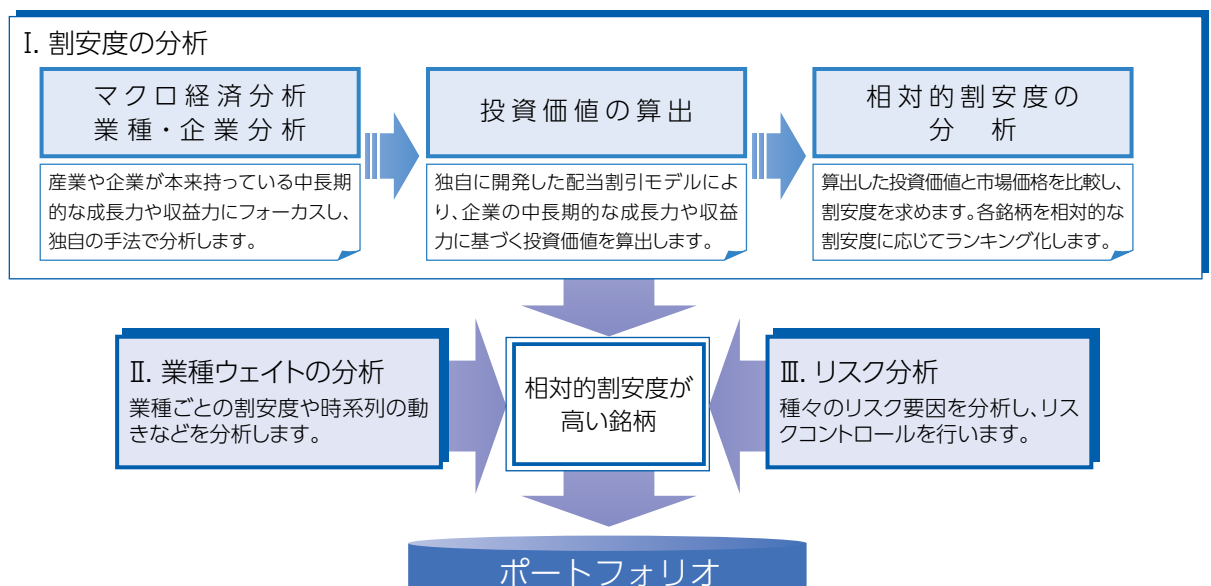 Ⅰ. 割安度の分析
マクロ経済分析
業種・企業分析
産業や企業が本来持っている中長期
的な成長力や収益力にフォーカスし、
独自の手法で分析します。
投資価値の算出
独自に開発した配当割引モデルによ
り、企業の中長期的な成長力や収益
力に基づく投資価値を算出します。
相対的割安度の
分　析
算出した投資価値と市場価格を比較し、
割安度を求めます。各銘柄を相対的な
割安度に応じてランキング化します。
Ⅱ. 業種ウェイトの分析
業種ごとの割安度や時系列の動
きなどを分析します。
相対的割安度が
高い銘柄
Ⅲ. リスク分析
種々のリスク要因を分析し、リス
クコントロールを行います。
ポートフォリオ